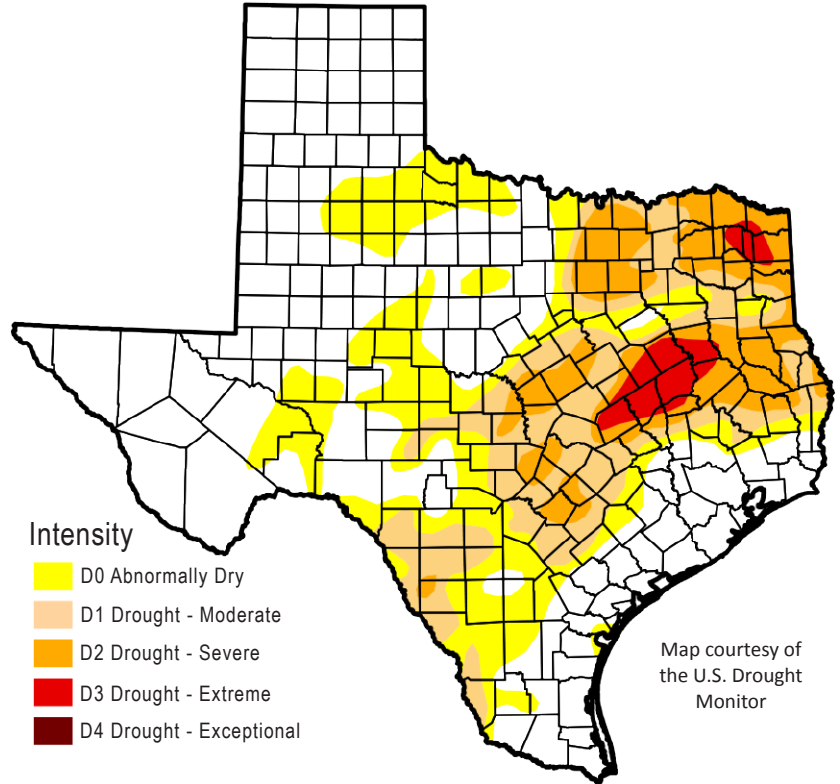 Intensity
D0 Abnormally Dry
D1 Drought - Moderate
D2 Drought - Severe
D3 Drought - Extreme
D4 Drought - Exceptional
Map courtesy of
the U.S. Drought
Monitor